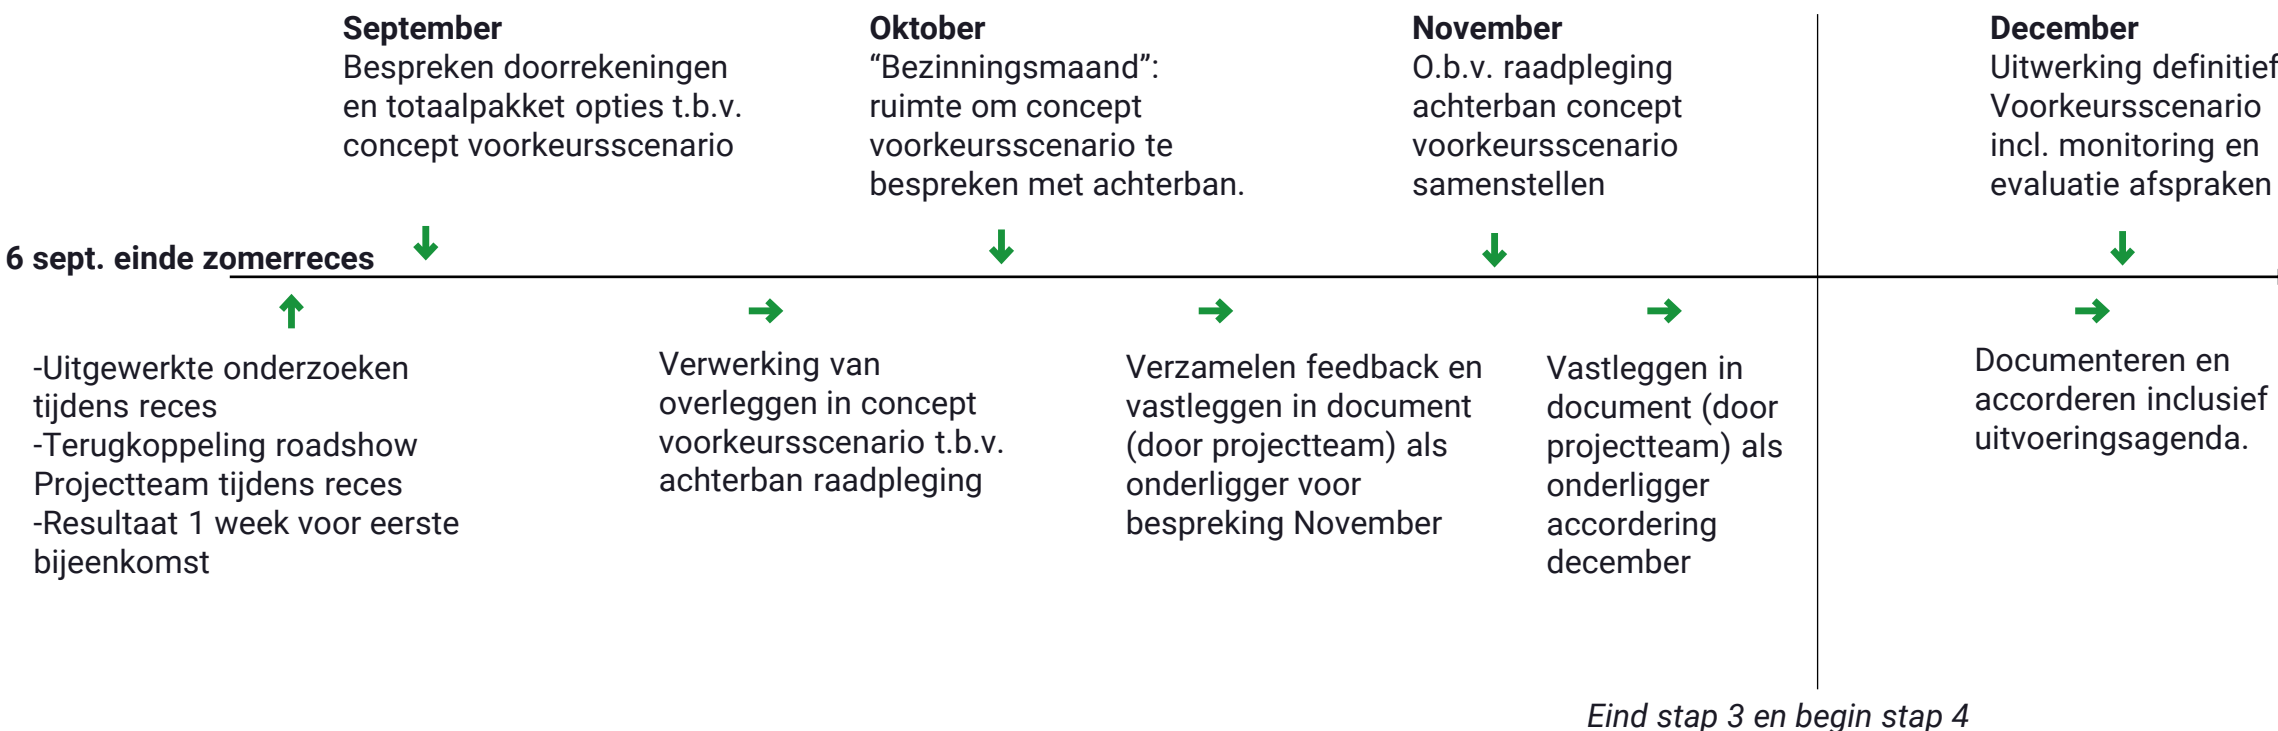 September
Bespreken doorrekeningen
en totaalpakket opties t.b.v.
concept voorkeursscenario
Oktober
“Bezinningsmaand”:
ruimte om concept
voorkeursscenario te
bespreken met achterban.
November
O.b.v. raadpleging
achterban concept
voorkeursscenario
samenstellen
December
Uitwerking definitief
Voorkeursscenario
incl. monitoring en
evaluatie afspraken
6 sept. einde zomerreces
-Uitgewerkte onderzoeken
tijdens reces
-Terugkoppeling roadshow
Projectteam tijdens reces
-Resultaat 1 week voor eerste
bijeenkomst
Verwerking van
overleggen in concept
voorkeursscenario t.b.v.
achterban raadpleging
Verzamelen feedback en
vastleggen in document
(door projectteam) als
onderligger voor
bespreking November
Vastleggen in
document (door
projectteam) als
onderligger
accordering
december
Documenteren en
accorderen inclusief
uitvoeringsagenda.
Eind stap 3 en begin stap 4